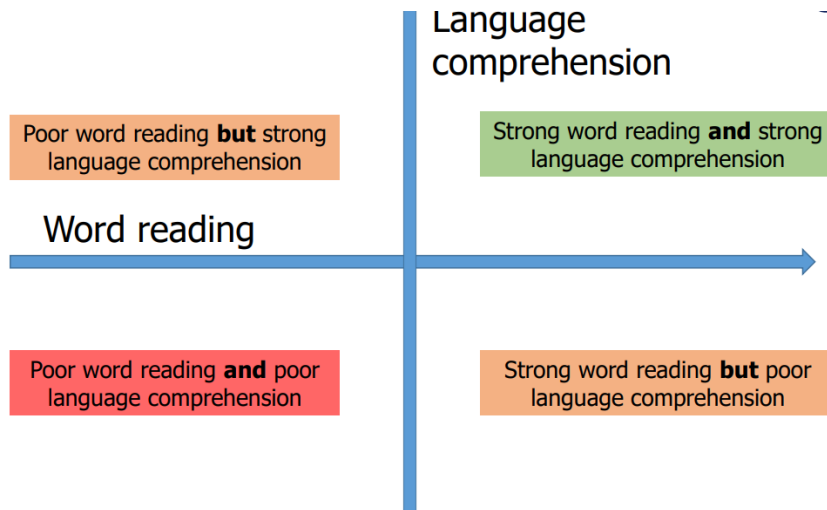 Language
comprehension
Poor word reading but strong
language comprehension
Strong word reading and strong
language comprehension
Word reading
Poor word reading and poor
language comprehension
Strong word reading but poor
language comprehension